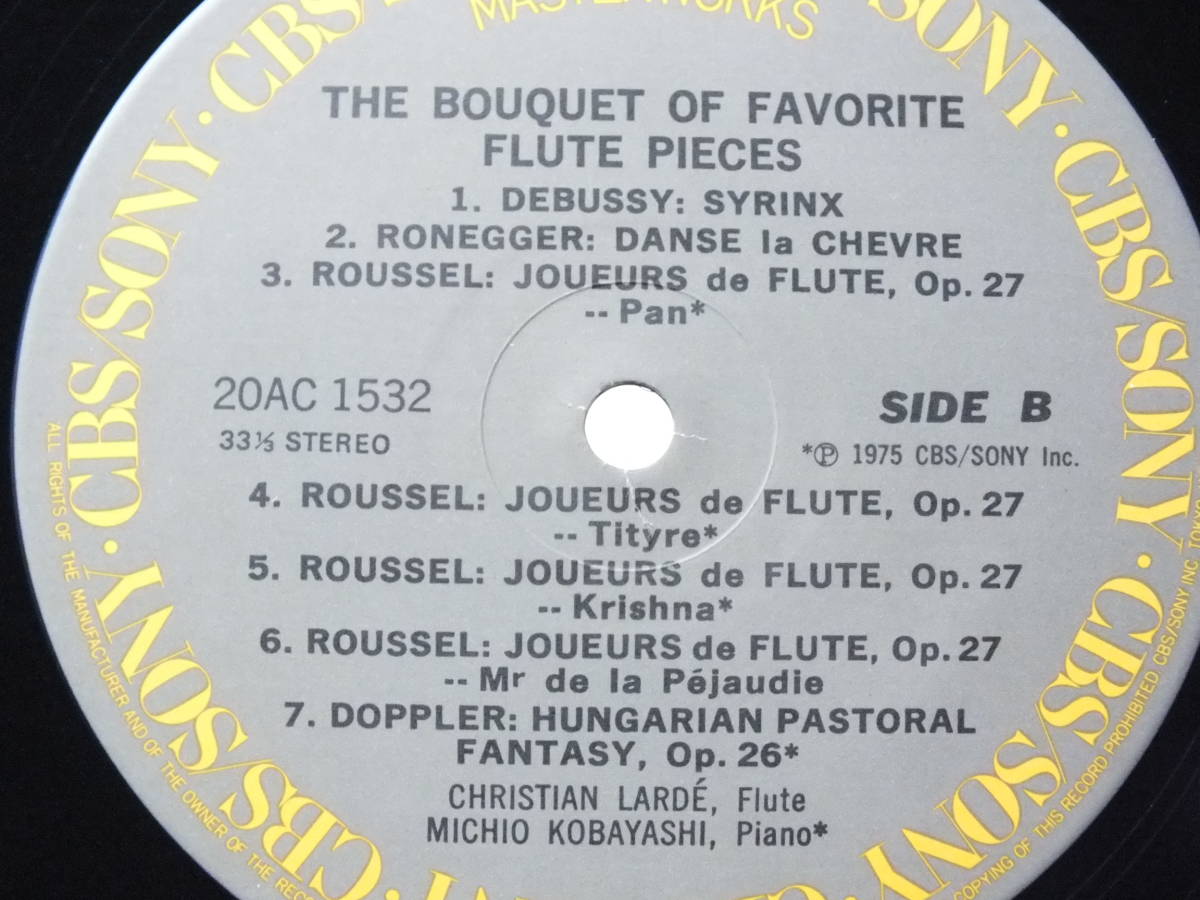 MASTERWORKS
THE BOUQUET OF FAVORITE
FLUTE PIECES
1. DEBUSSY: SYRINX
2. RONEGGER: DANSE la CHEVRE
3. ROUSSEL: JOUEURS de FLUTE, Op. 27
-- Pan*
20AC 1532
33⅓ STEREO
SIDE B
*Ⓟ 1975 CBS/SONY Inc.
4. ROUSSEL: JOUEURS de FLUTE, Op. 27
-- Tityre*
5. ROUSSEL: JOUEURS de FLUTE, Op. 27
-- Krishna*
6. ROUSSEL: JOUEURS de FLUTE, Op. 27
-- Mr de la Péjaudie
7. DOPPLER: HUNGARIAN PASTORAL
FANTASY, Op. 26*
CHRISTIAN LARDÉ, Flute
MICHIO KOBAYASHI, Piano*
CBS/SONY · CBS/SONY · CBS/SONY · CBS/SONY · CBS/SONY · CBS/SONY
ALL RIGHTS OF THE MANUFACTURER AND OF THE OWNER OF THE
COPYING OF THIS RECORD PROHIBITED CBS/SONY INC